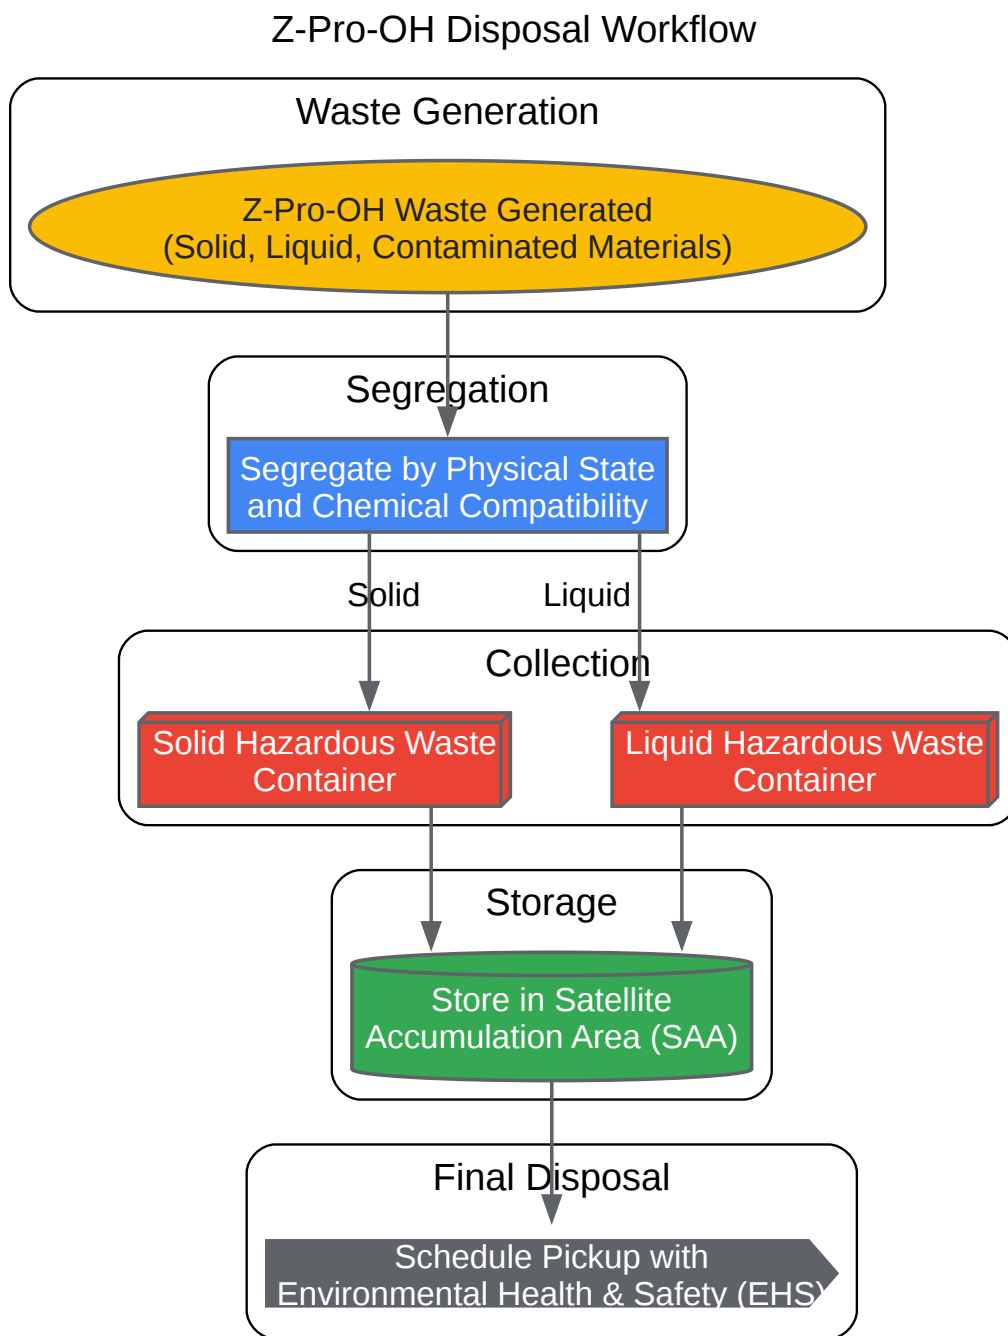 Z-Pro-OH Disposal Workflow
Waste Generation
Z-Pro-OH Waste Generated
(Solid, Liquid, Contaminated Materials)
Segregation
Segregate by Physical State
and Chemical Compatibility
Solid
Liquid
Collection
Solid Hazardous Waste
Container
Liquid Hazardous Waste
Container
Storage
Store in Satellite
Accumulation Area (SAA)
Final Disposal
Schedule Pickup with
Environmental Health & Safety (EHS)